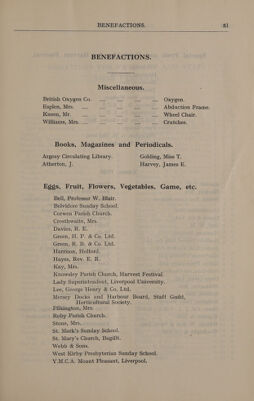 BENEFACTIONS. 81
BENEFACTIONS.
Miscellaneous.
British Oxygen Co. ... ... ... ... Oxygen.
Esplen, Mrs. ... ... ... ... Abduction Frame.
Kissen, Mr. ... ... ... ... Wheel Chair.
Williams, Mrs. ... ... ... ... Crutches.
Books, Magazines and Periodicals.
Argosy Circulating Library. Golding, Miss T.
Atherton, J. Harvey, James E.
Eggs, Fruit, Flowers, Vegetables, Game, etc.
Bell, Professor W. Blair.
Belvidere Sunday School.
Corwen Parish Church.
Crosthwaite, Mrs.
Davies, R. E.
Green, H. P. & Co. Ltd.
Green, R. D. & Co. Ltd.
Harrison, Holford.
Hayes, Rev. E. R.
Kay, Mrs.
Knowsley Parish Church, Harvest Festival
Lady Superintendent, Liverpool University.
Lee, George Henry & Co. Ltd.
Mersey Docks and Harbour Board, Staff Guild,
Horticultural Society.
Pilkington, Mrs.
Roby Parish Church.
Stone, Mrs.
St. Mark's Sunday School.
St. Mary's Church, Bagillt.
Webb & Sons.
West Kirby Presbyterian Sunday School.
Y.M.C.A. Mount Pleasant, Liverpool.